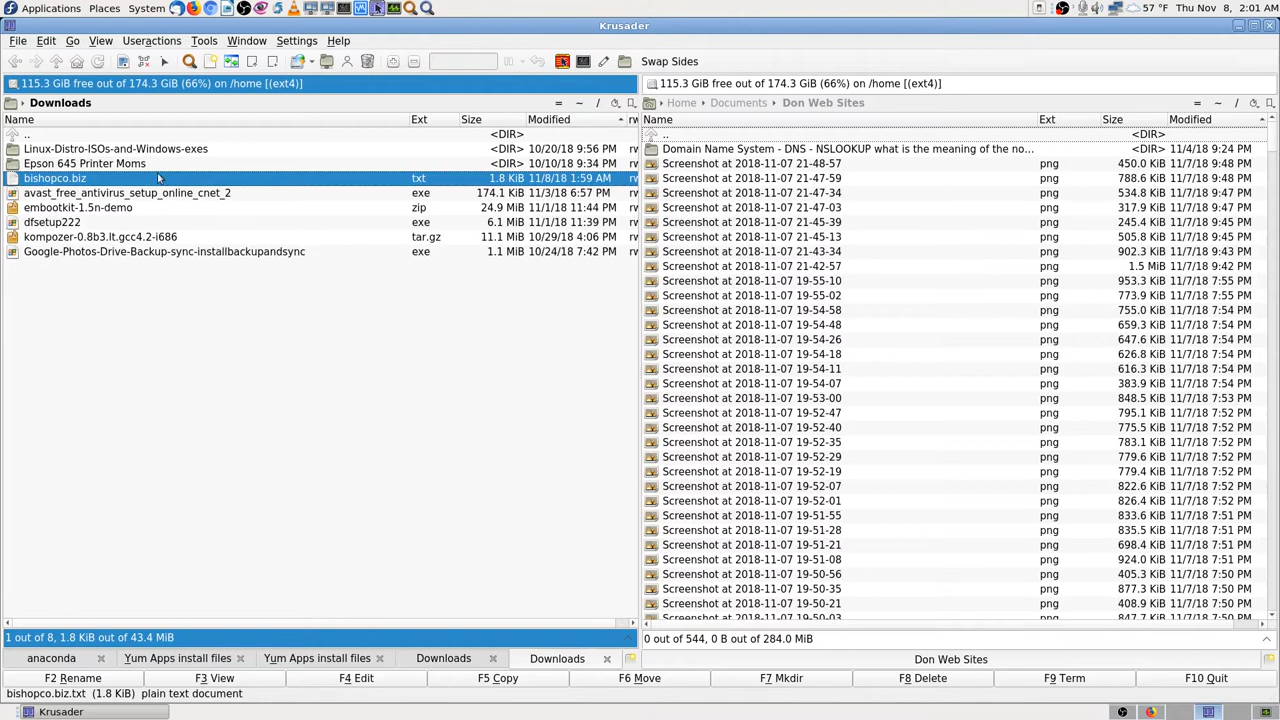 Applications Places System 57 °F Thu Nov 8, 2:01 AM
Krusader
File Edit Go View Useractions Tools Window Settings Help
Swap Sides
115.3 GiB free out of 174.3 GiB (66%) on /home [(ext4)]
Downloads = ~ /
Name Ext Size Modified rw
.. <DIR>
Linux-Distro-ISOs-and-Windows-exes <DIR> 10/20/18 9:56 PM rw
Epson 645 Printer Moms <DIR> 10/10/18 9:34 PM rw
bishopco.biz txt 1.8 KiB 11/8/18 1:59 AM rw
avast_free_antivirus_setup_online_cnet_2 exe 174.1 KiB 11/3/18 6:57 PM rw
embootkit-1.5n-demo zip 24.9 MiB 11/1/18 11:44 PM rw
dfsetup222 exe 6.1 MiB 11/1/18 11:39 PM rw
kompozer-0.8b3.lt.gcc4.2-i686 tar.gz 11.1 MiB 10/29/18 4:06 PM rw
Google-Photos-Drive-Backup-sync-installbackupandsync exe 1.1 MiB 10/24/18 7:42 PM rw
1 out of 8, 1.8 KiB out of 43.4 MiB
anaconda Yum Apps install files Yum Apps install files Downloads Downloads
115.3 GiB free out of 174.3 GiB (66%) on /home [(ext4)]
Home Documents Don Web Sites = ~ /
Name Ext Size Modified
.. <DIR>
Domain Name System - DNS - NSLOOKUP what is the meaning of the no... <DIR> 11/4/18 9:24 PM
Screenshot at 2018-11-07 21-48-57 png 450.0 KiB 11/7/18 9:48 PM
Screenshot at 2018-11-07 21-47-59 png 788.6 KiB 11/7/18 9:48 PM
Screenshot at 2018-11-07 21-47-34 png 534.8 KiB 11/7/18 9:47 PM
Screenshot at 2018-11-07 21-47-03 png 317.9 KiB 11/7/18 9:47 PM
Screenshot at 2018-11-07 21-45-39 png 245.4 KiB 11/7/18 9:45 PM
Screenshot at 2018-11-07 21-45-13 png 505.8 KiB 11/7/18 9:45 PM
Screenshot at 2018-11-07 21-43-34 png 902.3 KiB 11/7/18 9:43 PM
Screenshot at 2018-11-07 21-42-57 png 1.5 MiB 11/7/18 9:42 PM
Screenshot at 2018-11-07 19-55-10 png 953.3 KiB 11/7/18 7:55 PM
Screenshot at 2018-11-07 19-55-02 png 773.9 KiB 11/7/18 7:55 PM
Screenshot at 2018-11-07 19-54-58 png 755.0 KiB 11/7/18 7:54 PM
Screenshot at 2018-11-07 19-54-48 png 659.3 KiB 11/7/18 7:54 PM
Screenshot at 2018-11-07 19-54-26 png 647.6 KiB 11/7/18 7:54 PM
Screenshot at 2018-11-07 19-54-18 png 626.8 KiB 11/7/18 7:54 PM
Screenshot at 2018-11-07 19-54-11 png 616.3 KiB 11/7/18 7:54 PM
Screenshot at 2018-11-07 19-54-07 png 383.9 KiB 11/7/18 7:54 PM
Screenshot at 2018-11-07 19-53-00 png 848.5 KiB 11/7/18 7:53 PM
Screenshot at 2018-11-07 19-52-47 png 795.1 KiB 11/7/18 7:52 PM
Screenshot at 2018-11-07 19-52-40 png 775.5 KiB 11/7/18 7:52 PM
Screenshot at 2018-11-07 19-52-35 png 783.1 KiB 11/7/18 7:52 PM
Screenshot at 2018-11-07 19-52-29 png 779.6 KiB 11/7/18 7:52 PM
Screenshot at 2018-11-07 19-52-19 png 779.4 KiB 11/7/18 7:52 PM
Screenshot at 2018-11-07 19-52-07 png 822.6 KiB 11/7/18 7:52 PM
Screenshot at 2018-11-07 19-52-01 png 826.4 KiB 11/7/18 7:52 PM
Screenshot at 2018-11-07 19-51-55 png 833.6 KiB 11/7/18 7:51 PM
Screenshot at 2018-11-07 19-51-28 png 835.5 KiB 11/7/18 7:51 PM
Screenshot at 2018-11-07 19-51-21 png 698.4 KiB 11/7/18 7:51 PM
Screenshot at 2018-11-07 19-51-08 png 924.0 KiB 11/7/18 7:51 PM
Screenshot at 2018-11-07 19-50-56 png 405.3 KiB 11/7/18 7:50 PM
Screenshot at 2018-11-07 19-50-35 png 877.3 KiB 11/7/18 7:50 PM
Screenshot at 2018-11-07 19-50-21 png 408.9 KiB 11/7/18 7:50 PM
Screenshot at 2018-11-07 19-50-03 png 847.7 KiB 11/7/18 7:50 PM
0 out of 544, 0 B out of 284.0 MiB
Don Web Sites
F2 Rename F3 View F4 Edit F5 Copy F6 Move F7 Mkdir F8 Delete F9 Term F10 Quit
bishopco.biz.txt (1.8 KiB) plain text document
Krusader